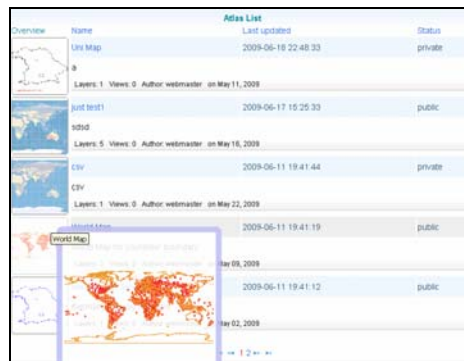 Atlas List
Overview Name Last updated Status
Uni Map 2009-06-18 22:48:33 private
a
Layers: 1 Views: 0 Author: webmaster on May 11, 2009
just test1 2009-06-17 15:25:33 public
sdsd
Layers: 5 Views: 0 Author: webmaster on May 16, 2009
csv 2009-06-11 19:41:44 private
csv
Layers: 1 Views: 0 Author: webmaster on May 22, 2009
World Map 2009-06-11 19:41:19 public
World Map
May 09, 2009
2009-06-11 19:41:12 public
May 02, 2009
1 2